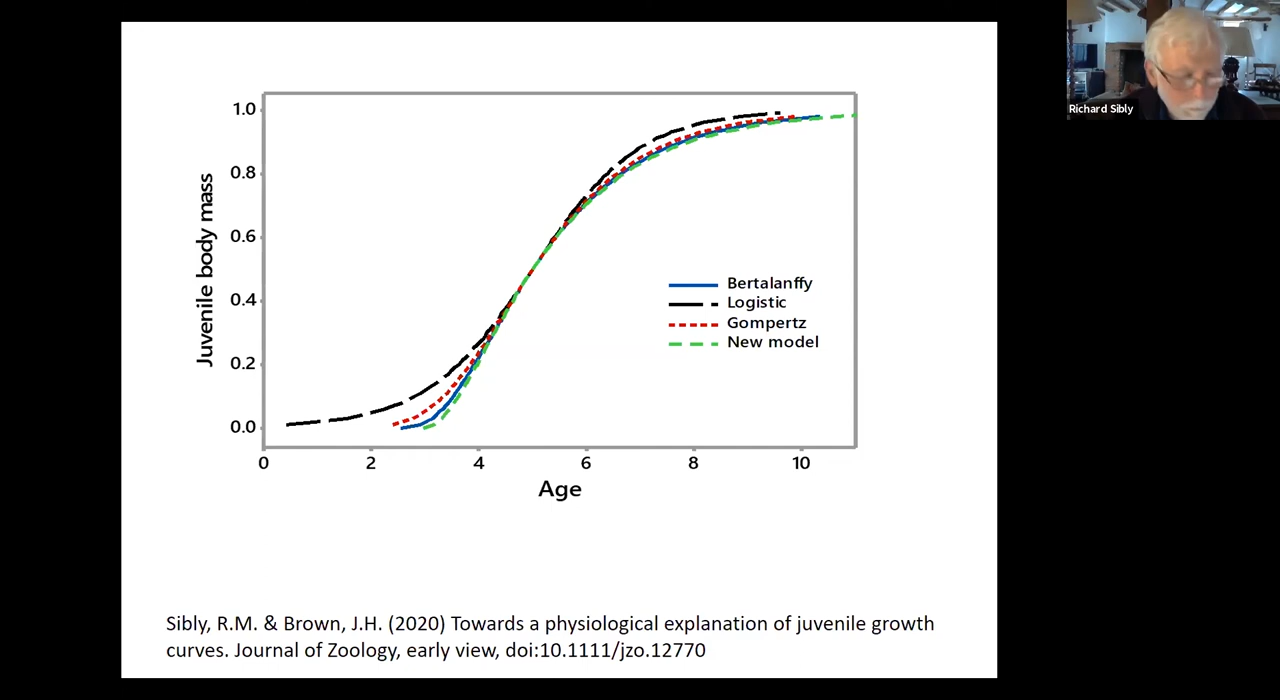 Richard Sibly
1.0
0.8
0.6
0.4
0.2
0.0
Juvenile body mass
Bertalanffy
Logistic
Gompertz
New model
0 2 4 6 8 10
Age
Sibly, R.M. & Brown, J.H. (2020) Towards a physiological explanation of juvenile growth
curves. Journal of Zoology, early view, doi:10.1111/jzo.12770